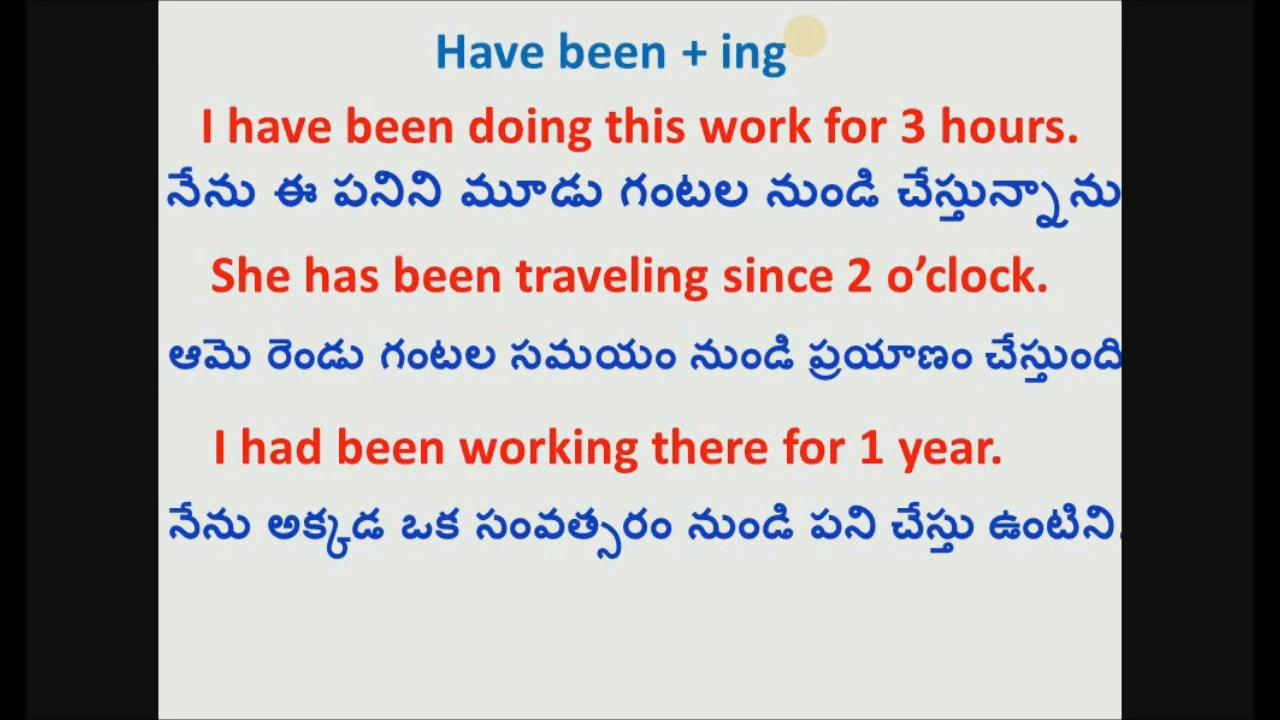 Have been + ing
I have been doing this work for 3 hours.
నేను ఈ పనిని మూడు గంటల నుండి చేస్తున్నాను
She has been traveling since 2 o’clock.
ఆమె రెండు గంటల సమయం నుండి ప్రయాణం చేస్తుంది
I had been working there for 1 year.
నేను అక్కడ ఒక సంవత్సరం నుండి పని చేస్తు ఉంటిని.